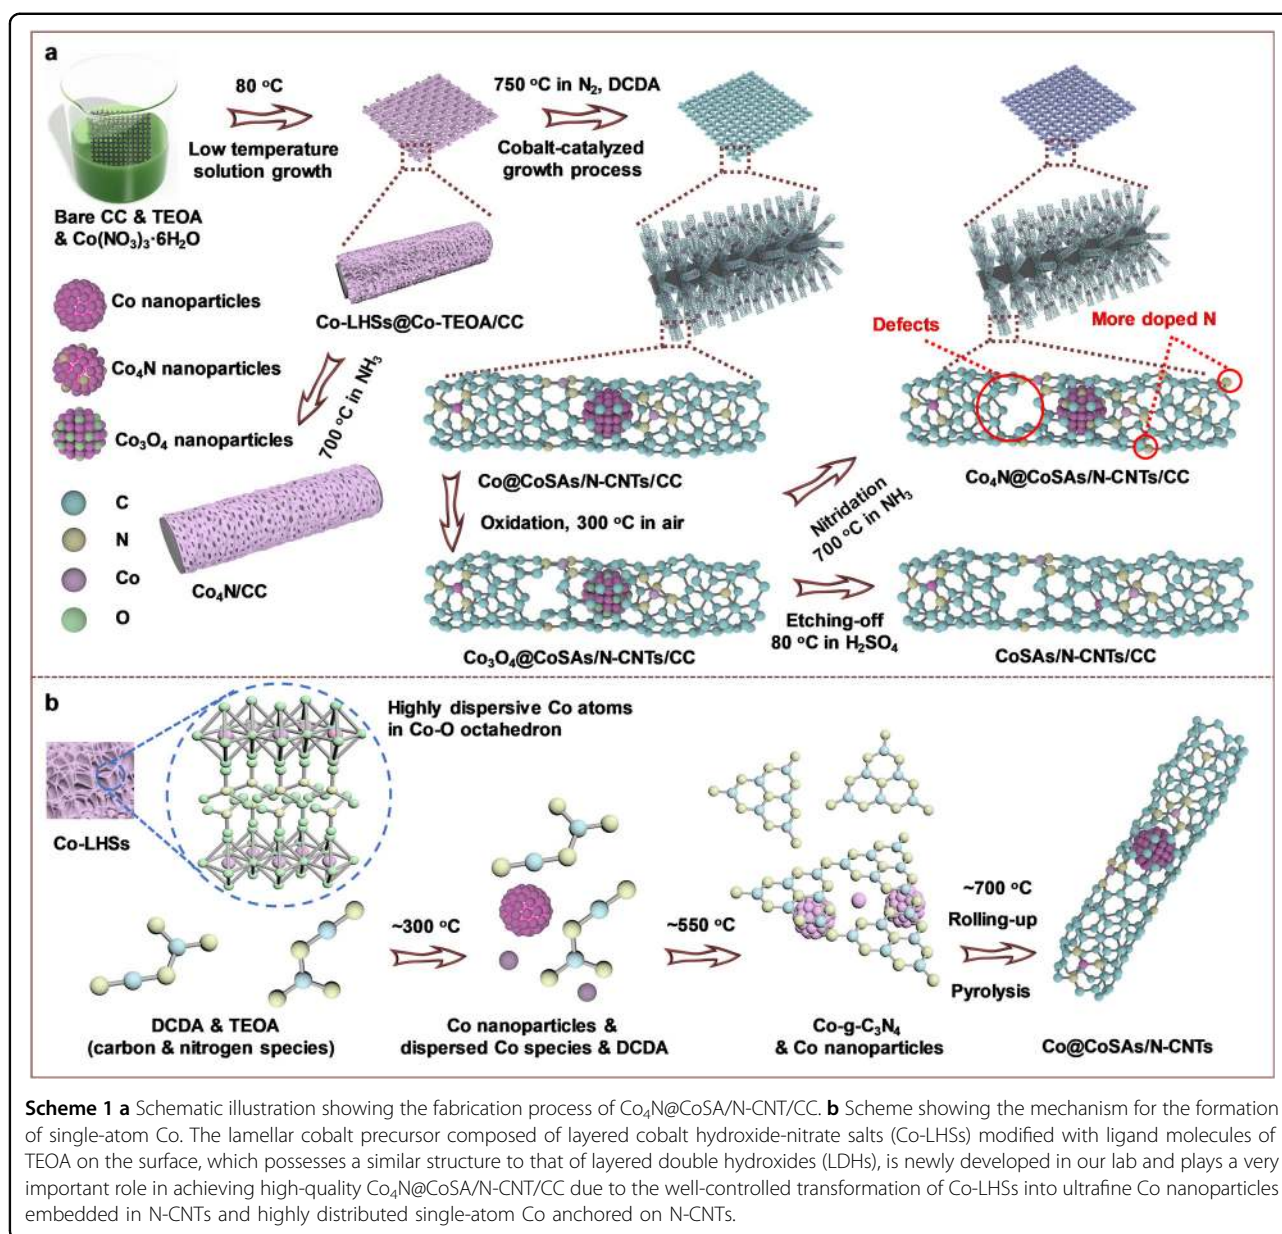 a
80 °C
Low temperature
solution growth
750 °C in N₂, DCDA
Cobalt-catalyzed
growth process
Bare CC & TEOA
& Co(NO₃)₃·6H₂O
Co nanoparticles
Co₄N nanoparticles
Co₃O₄ nanoparticles
C
N
Co
O
Co-LHSs@Co-TEOA/CC
700 °C in NH₃
Co₄N/CC
Co@CoSAs/N-CNTs/CC
Oxidation, 300 °C in air
Co₃O₄@CoSAs/N-CNTs/CC
Nitridation
700 °C in NH₃
Etching-off
80 °C in H₂SO₄
Defects
More doped N
Co₄N@CoSAs/N-CNTs/CC
CoSAs/N-CNTs/CC
b
Co-LHSs
Highly dispersive Co atoms
in Co-O octahedron
DCDA & TEOA
(carbon & nitrogen species)
~300 °C
Co nanoparticles &
dispersed Co species & DCDA
~550 °C
Co-g-C₃N₄
& Co nanoparticles
~700 °C
Rolling-up
Pyrolysis
Co@CoSAs/N-CNTs
Scheme 1 a Schematic illustration showing the fabrication process of Co₄N@CoSA/N-CNT/CC. b Scheme showing the mechanism for the formation
of single-atom Co. The lamellar cobalt precursor composed of layered cobalt hydroxide-nitrate salts (Co-LHSs) modified with ligand molecules of
TEOA on the surface, which possesses a similar structure to that of layered double hydroxides (LDHs), is newly developed in our lab and plays a very
important role in achieving high-quality Co₄N@CoSA/N-CNT/CC due to the well-controlled transformation of Co-LHSs into ultrafine Co nanoparticles
embedded in N-CNTs and highly distributed single-atom Co anchored on N-CNTs.